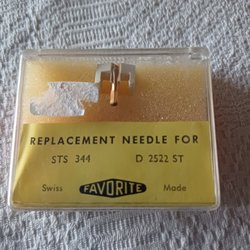 REPLACEMENT NEEDLE FOR
STS 344 D 2522 ST
Swiss FAVORITE Made